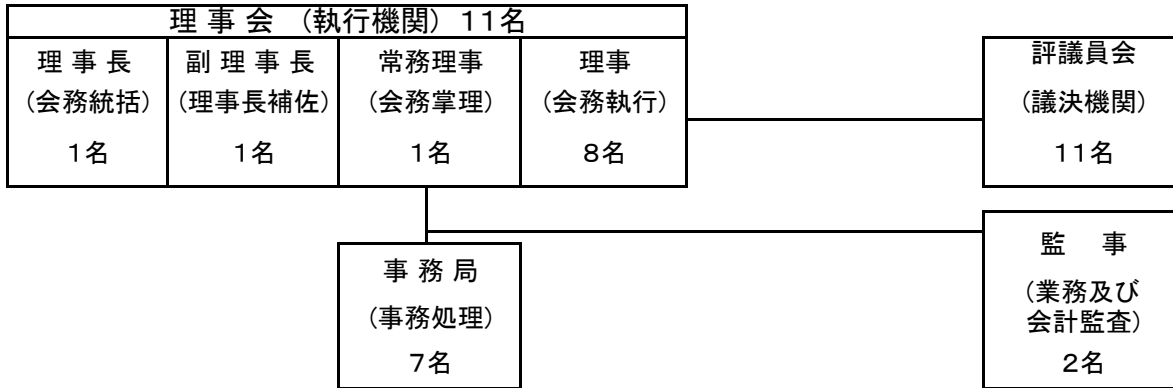 理 事 会 （執行機関） １１名
理 事 長
（会務統括）
１名
副 理 事 長
（理事長補佐）
１名
常務理事
（会務掌理）
１名
理事
（会務執行）
８名
評議員会
（議決機関）
１１名
事 務 局
（事務処理）
７名
監　事
（業務及び
会計監査）
２名